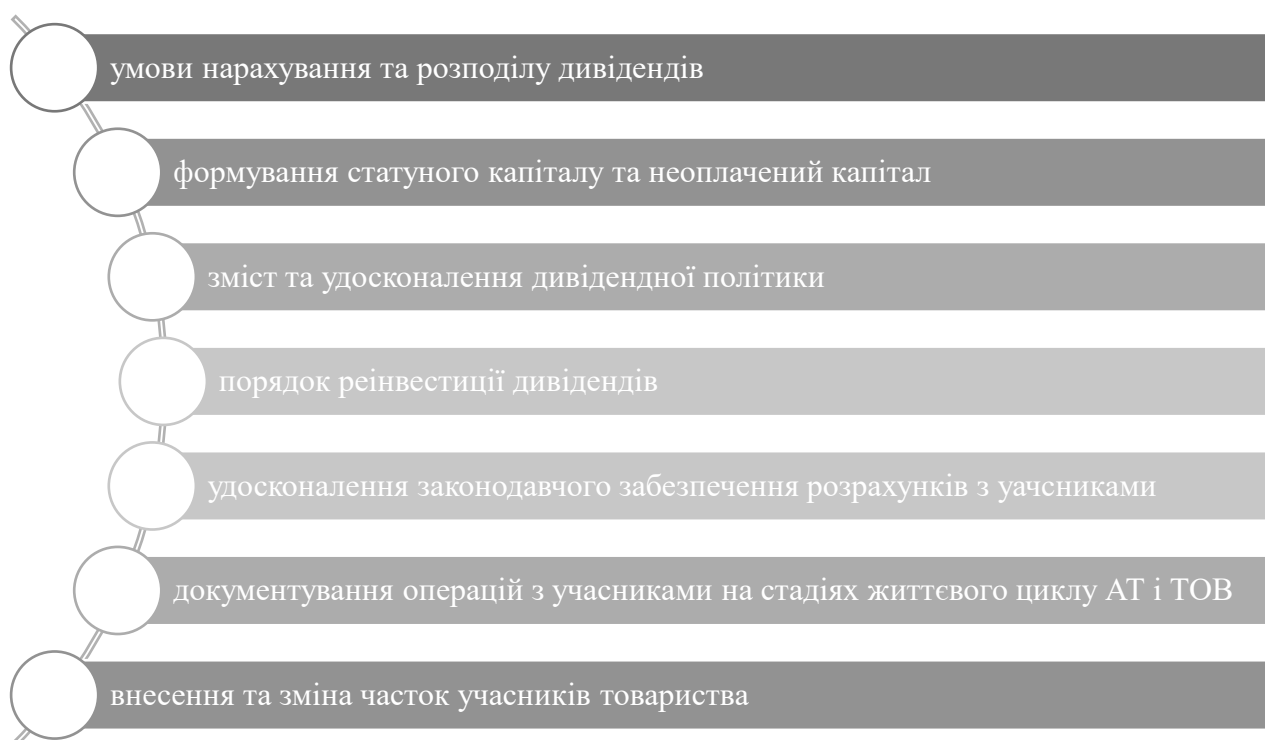 умови нарахування та розподілу дивідендів
формування статуного капіталу та неоплачений капітал
зміст та удосконалення дивідендної політики
порядок реінвестиції дивідендів
удосконалення законодавчого забезпечення розрахунків з уачсниками
документування операцій з учасниками на стадіях життєвого циклу АТ і ТОВ
внесення та зміна часток учасників товариства